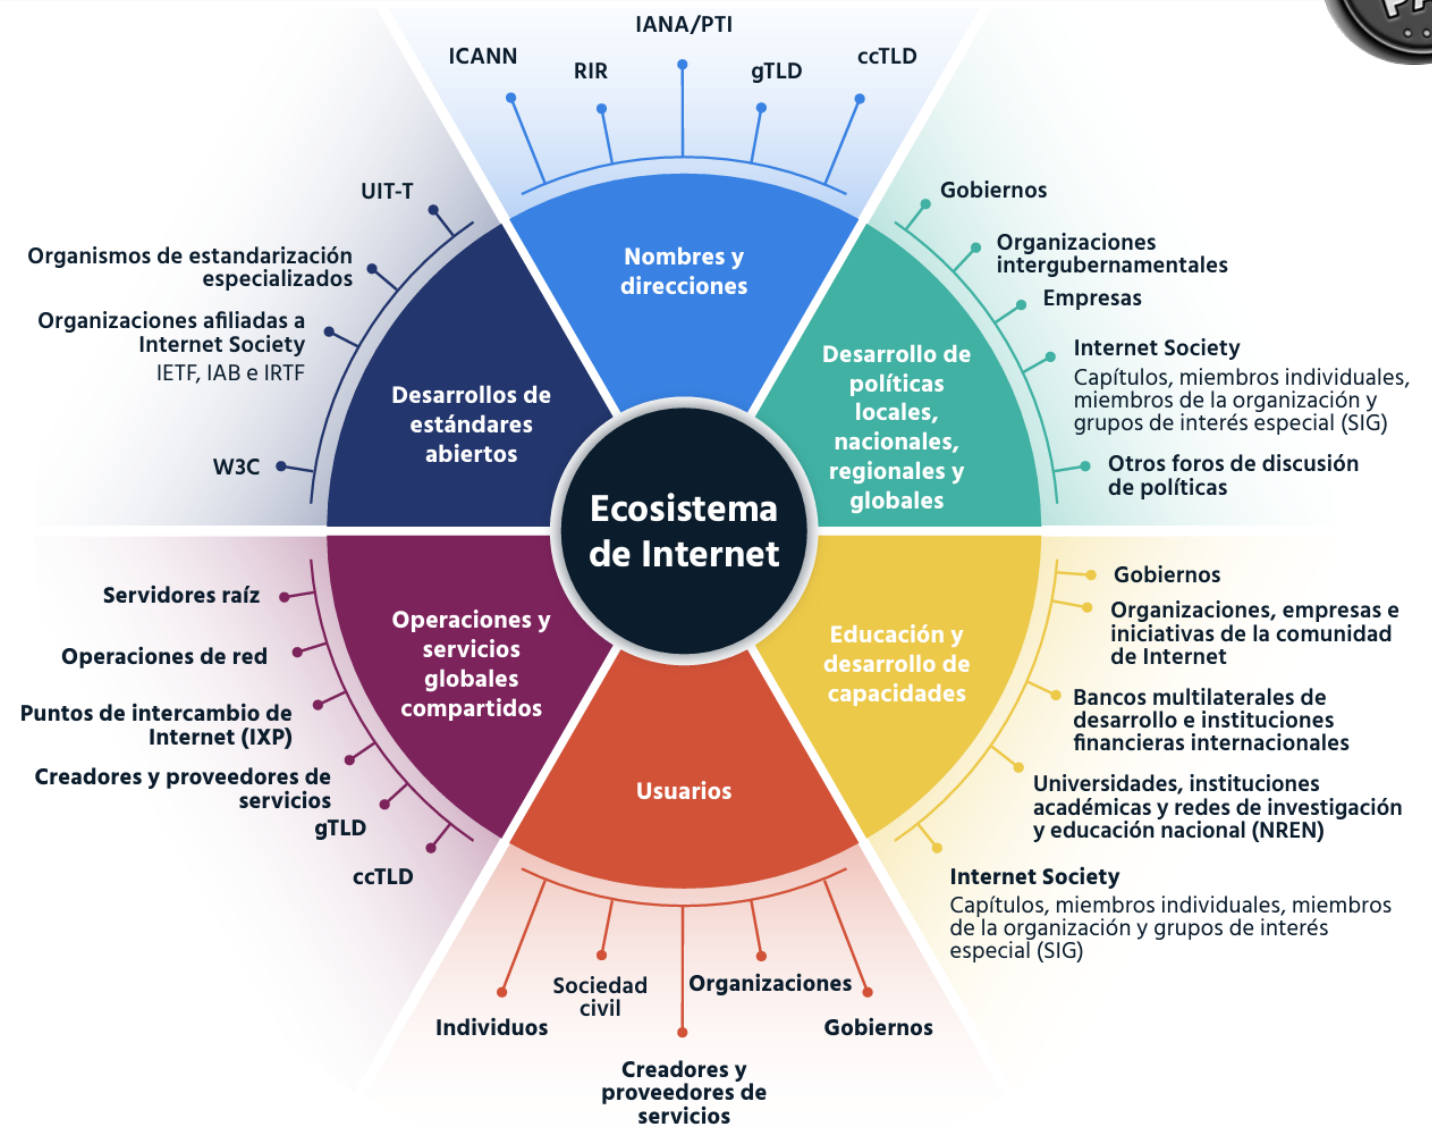 IANA/PTI
ICANN
RIR
gTLD
ccTLD
Nombres y
direcciones
Gobiernos
Organizaciones
intergubernamentales
Empresas
Internet Society
Capítulos, miembros individuales,
miembros de la organización y
grupos de interés especial (SIG)
Otros foros de discusión
de políticas
Desarrollo de
políticas
locales,
nacionales,
regionales y
globales
UIT-T
Organismos de estandarización
especializados
Organizaciones afiliadas a
Internet Society
IETF, IAB e IRTF
W3C
Desarrollos de
estándares
abiertos
Ecosistema
de Internet
Servidores raíz
Operaciones de red
Puntos de intercambio de
Internet (IXP)
Creadores y proveedores de
servicios
gTLD
ccTLD
Operaciones y
servicios
globales
compartidos
Educación y
desarrollo de
capacidades
Gobiernos
Organizaciones, empresas e
iniciativas de la comunidad
de Internet
Bancos multilaterales de
desarrollo e instituciones
financieras internacionales
Universidades, instituciones
académicas y redes de investigación
y educación nacional (NREN)
Internet Society
Capítulos, miembros individuales, miembros
de la organización y grupos de interés
especial (SIG)
Usuarios
Individuos
Sociedad
civil
Creadores y
proveedores de
servicios
Organizaciones
Gobiernos